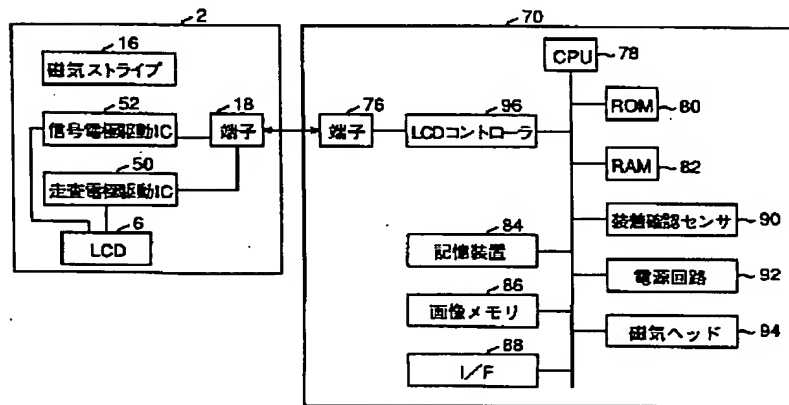 2
16
磁気ストライプ
52
信号電極駆動IC
18
端子
50
走査電極駆動IC
6
LCD
70
76
端子
96
LCDコントローラ
CPU
78
ROM
80
RAM
82
装着確認センサ
90
84
記憶装置
電源回路
92
86
画像メモリ
磁気ヘッド
94
88
I/F